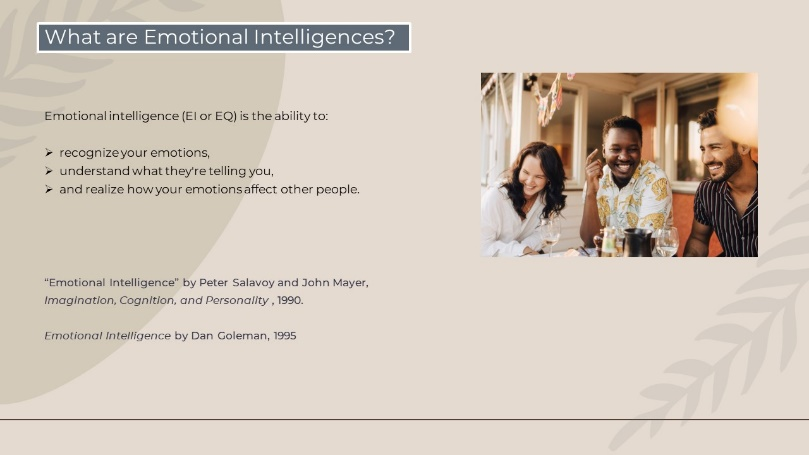 What are Emotional Intelligences?
Emotional intelligence (EI or EQ) is the ability to:
➢ recognize your emotions,
➢ understand what they're telling you,
➢ and realize how your emotions affect other people.
“Emotional Intelligence” by Peter Salavoy and John Mayer,
Imagination, Cognition, and Personality , 1990.
Emotional Intelligence by Dan Goleman, 1995